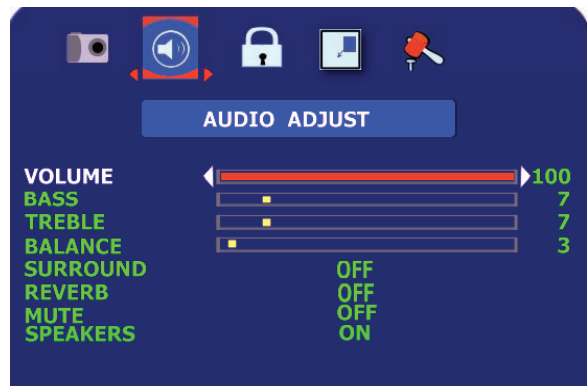 AUDIO ADJUST
VOLUME 100
BASS 7
TREBLE 7
BALANCE 3
SURROUND OFF
REVERB OFF
MUTE OFF
SPEAKERS ON